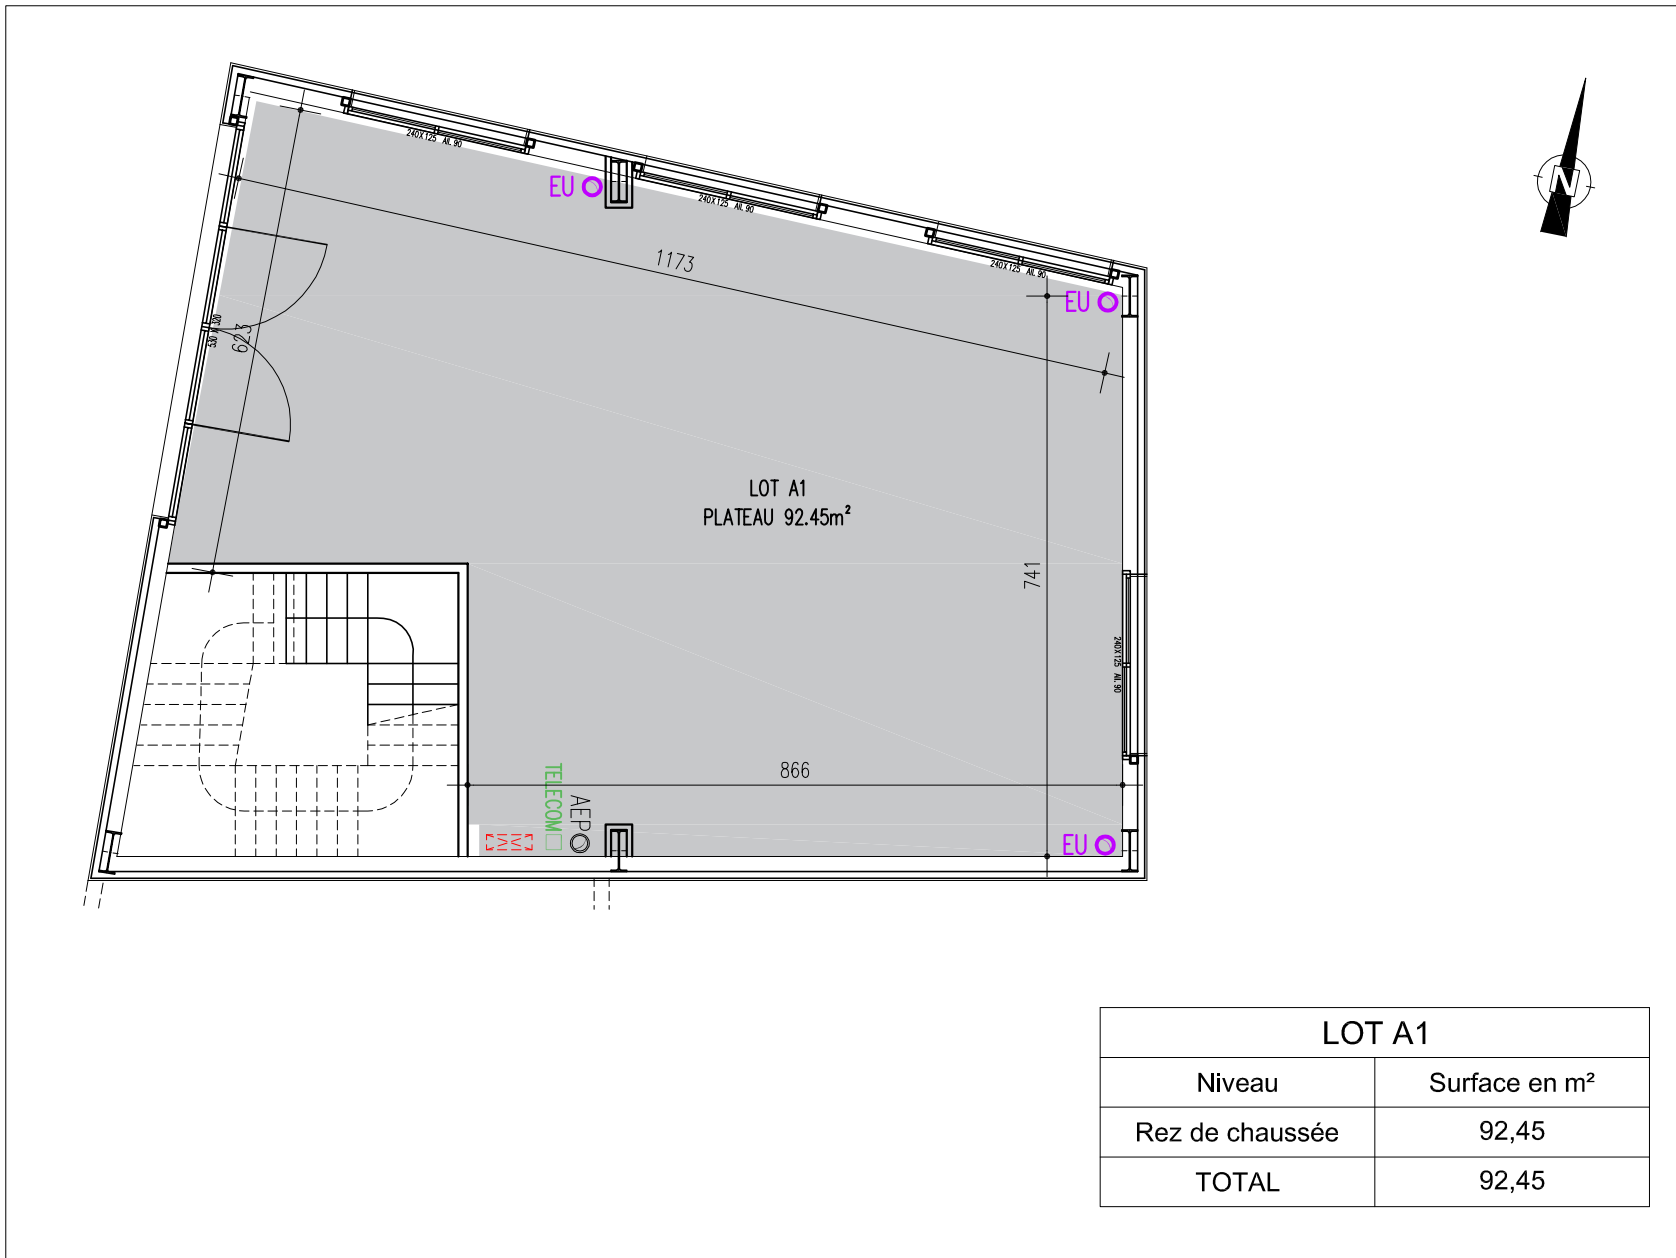 240X125 All. 90
N
EU
240X125 All. 90
1173
240X125 All. 90
EU
530 X 320
623
LOT A1
PLATEAU 92.45m²
741
240X125 All. 90
866
TELECOM
AEP
EU
LOT A1
Niveau Surface en m²
Rez de chaussée 92,45
TOTAL 92,45